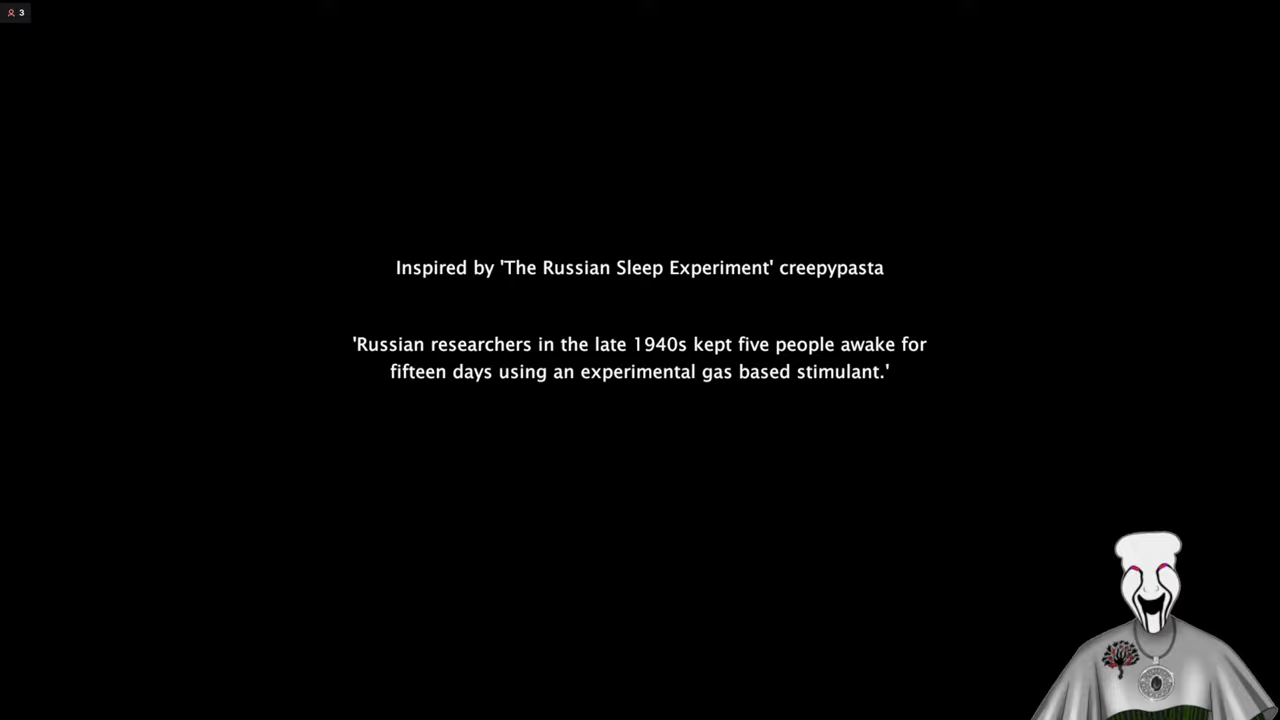 3
Inspired by 'The Russian Sleep Experiment' creepypasta
'Russian researchers in the late 1940s kept five people awake for
fifteen days using an experimental gas based stimulant.'